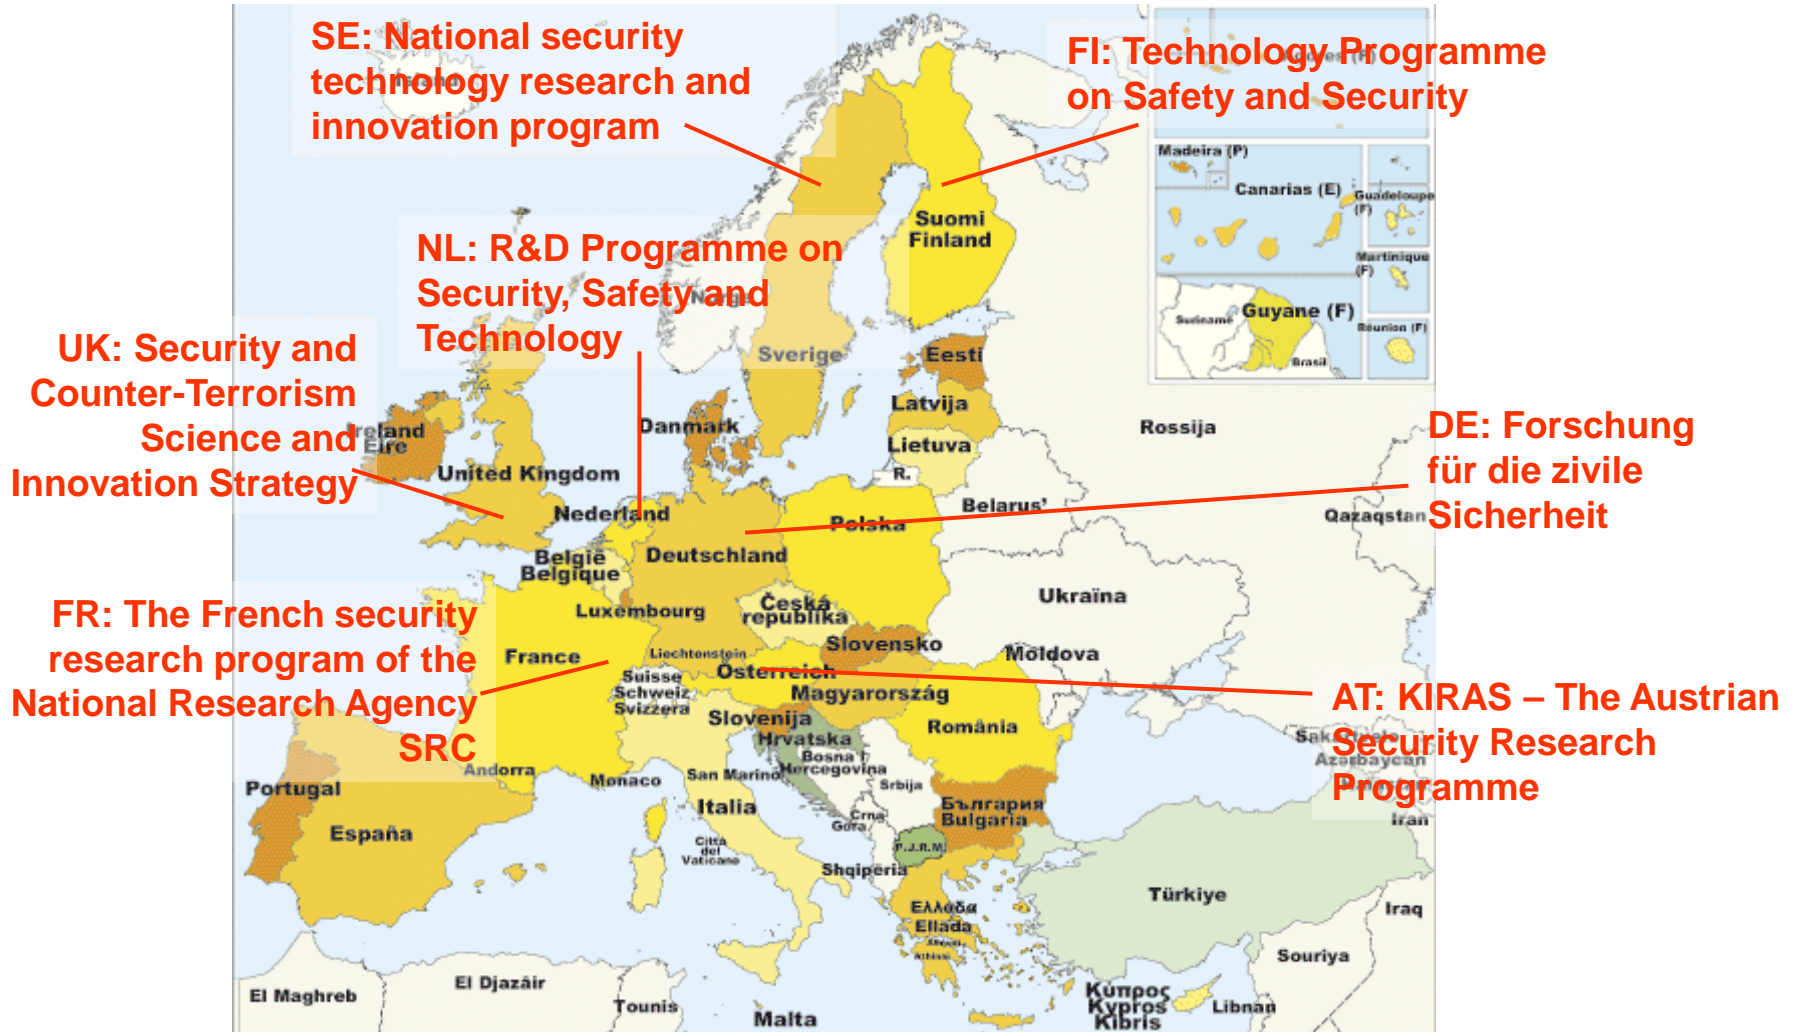 SE: National security
technology research and
innovation program
FI: Technology Programme
on Safety and Security
NL: R&D Programme on
Security, Safety and
Technology
UK: Security and
Counter-Terrorism
Science and
Innovation Strategy
DE: Forschung
für die zivile
Sicherheit
FR: The French security
research program of the
National Research Agency
SRC
AT: KIRAS – The Austrian
Security Research
Programme
Madeira (P)
Canarias (E)
Guadeloupe
(F)
Martinique
(F)
Guyane (F)
Suriname
Brasil
Réunion (F)
Suomi
Finland
Norge
Sverige
Eesti
Latvija
Lietuva
R.
Danmark
Ireland
Eire
United Kingdom
Nederland
België
Belgique
Deutschland
Polska
Belarus'
Rossija
Qazaqstan
Luxembourg
Česká
republika
Ukraïna
Slovensko
Moldova
France
Liechtenstein
Österreich
Suisse
Schweiz
Svizzera
Magyarország
Slovenija
Hrvatska
România
Bosna i
Hercegovina
Andorra
Monaco
San Marino
Srbija
Portugal
Italia
България
Bulgaria
Crna
Gora
España
Città
del
Vaticano
P.J.R.M.
Shqipëria
Azərbaycan
Iran
Türkiye
Iraq
Ελλάδα
Ellada
Souriya
El Maghreb
El Djazâir
Tounis
Malta
Κύπρος
Kypros
Kibris
Libnan